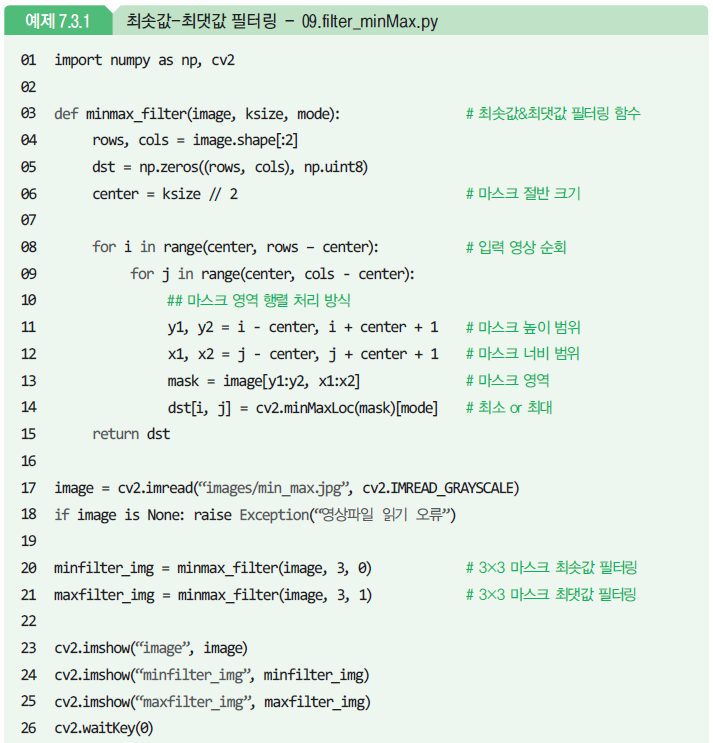 예제 7.3.1 최솟값-최댓값 필터링 - 09.filter_minMax.py
01 import numpy as np, cv2
02
03 def minmax_filter(image, ksize, mode): # 최솟값&최댓값 필터링 함수
04 rows, cols = image.shape[:2]
05 dst = np.zeros((rows, cols), np.uint8)
06 center = ksize // 2 # 마스크 절반 크기
07
08 for i in range(center, rows - center): # 입력 영상 순회
09 for j in range(center, cols - center):
10 ## 마스크 영역 행렬 처리 방식
11 y1, y2 = i - center, i + center + 1 # 마스크 높이 범위
12 x1, x2 = j - center, j + center + 1 # 마스크 너비 범위
13 mask = image[y1:y2, x1:x2] # 마스크 영역
14 dst[i, j] = cv2.minMaxLoc(mask)[mode] # 최소 or 최대
15 return dst
16
17 image = cv2.imread(“images/min_max.jpg”, cv2.IMREAD_GRAYSCALE)
18 if image is None: raise Exception(“영상파일 읽기 오류”)
19
20 minfilter_img = minmax_filter(image, 3, 0) # 3×3 마스크 최솟값 필터링
21 maxfilter_img = minmax_filter(image, 3, 1) # 3×3 마스크 최댓값 필터링
22
23 cv2.imshow(“image”, image)
24 cv2.imshow(“minfilter_img”, minfilter_img)
25 cv2.imshow(“maxfilter_img”, maxfilter_img)
26 cv2.waitKey(0)